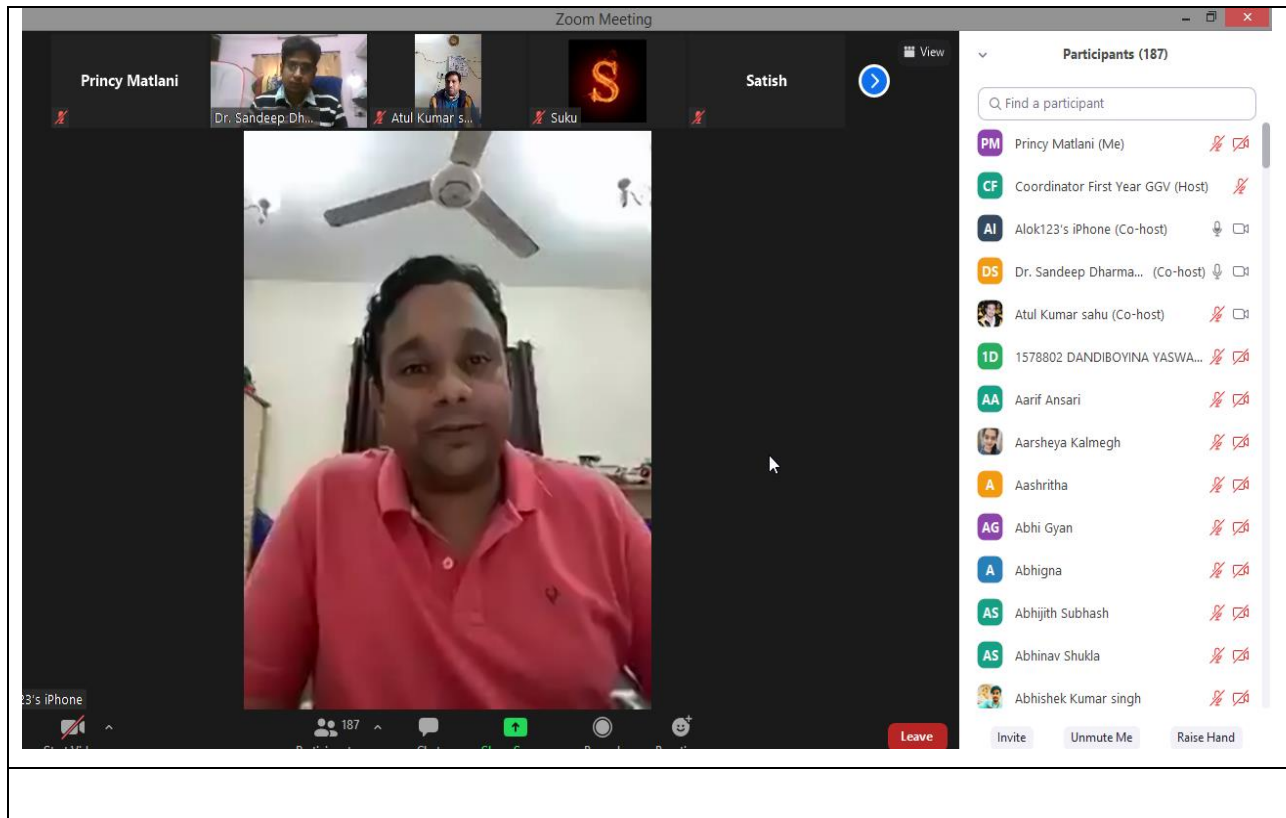 Zoom Meeting
Princy Matlani
Dr. Sandeep Dh...
Atul Kumar s...
S
Suku
Satish
View
23's iPhone
187
Leave
Participants (187)
Find a participant
PM Princy Matlani (Me)
CF Coordinator First Year GGV (Host)
AI Alok123's iPhone (Co-host)
DS Dr. Sandeep Dharma... (Co-host)
Atul Kumar sahu (Co-host)
1D 1578802 DANDIBOYINA YASWA...
AA Aarif Ansari
Aarsheya Kalmegh
A Aashritha
AG Abhi Gyan
A Abhigna
AS Abhijith Subhash
AS Abhinav Shukla
Abhishek Kumar singh
Invite Unmute Me Raise Hand